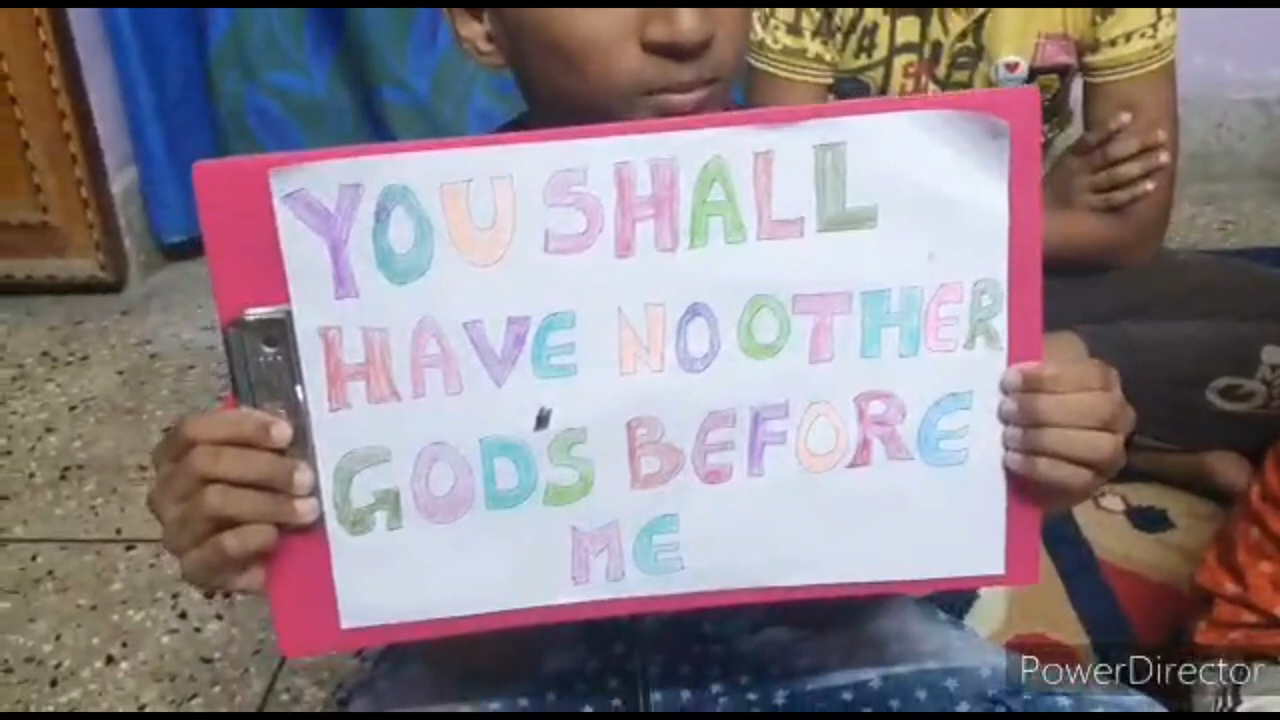 YOU SHALL
HAVE NO OTHER
GOD'S BEFORE
ME
PowerDirector